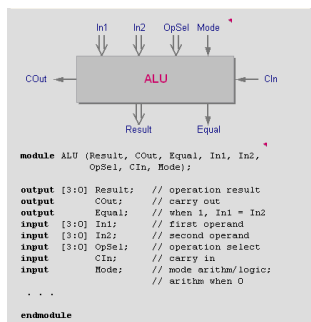 In1 In2 OpSel Mode
COut ALU CIn
Result Equal
module ALU (Result, COut, Equal, In1, In2,
OpSel, CIn, Mode);
output [3:0] Result; // operation result
output COut; // carry out
output Equal; // when 1, In1 = In2
input [3:0] In1; // first operand
input [3:0] In2; // second operand
input [3:0] OpSel; // operation select
input CIn; // carry in
input Mode; // mode arithm/logic;
// arithm when 0
. . .
endmodule